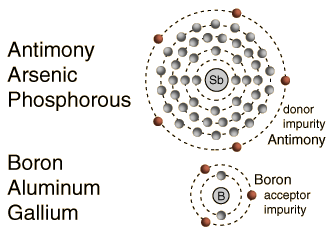 Antimony
Arsenic
Phosphorous
Sb
donor
impurity
Antimony
Boron
Aluminum
Gallium
B
Boron
acceptor
impurity